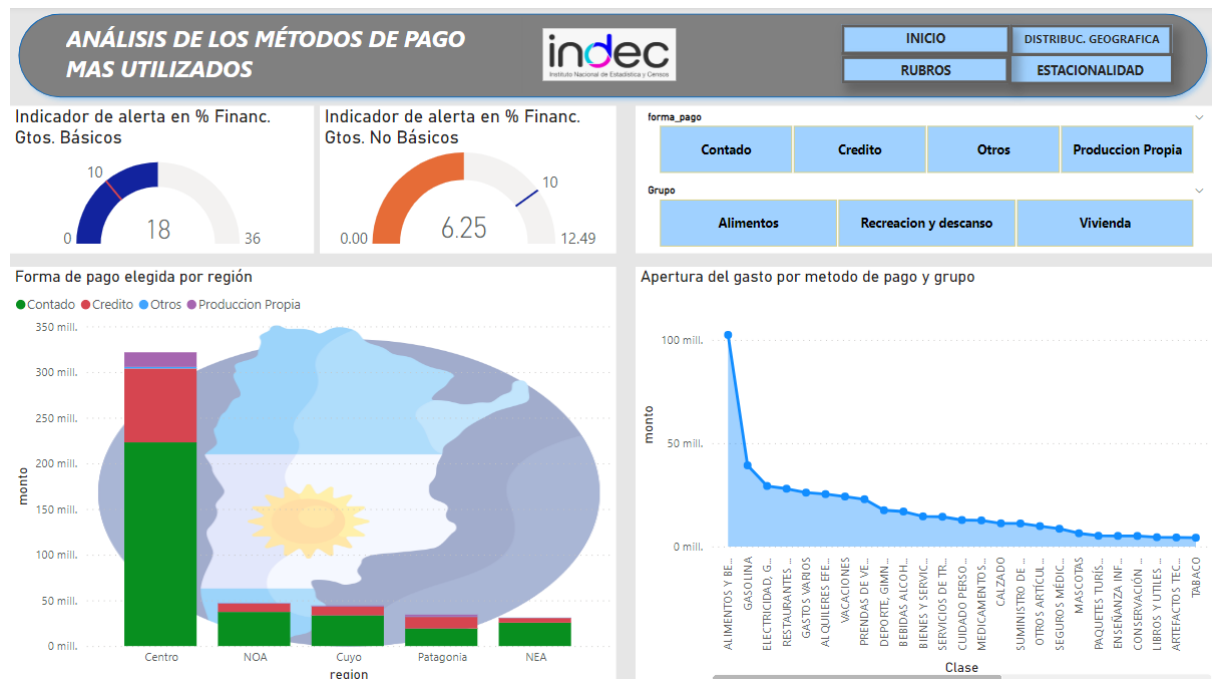 ANÁLISIS DE LOS MÉTODOS DE PAGO
MAS UTILIZADOS
indec
Instituto Nacional de Estadística y Censos
INICIO
DISTRIBUC. GEOGRAFICA
RUBROS
ESTACIONALIDAD
Indicador de alerta en % Financ.
Gtos. Básicos
10
0
18
36
Indicador de alerta en % Financ.
Gtos. No Básicos
10
0.00
6.25
12.49
forma_pago
Contado
Credito
Otros
Produccion Propia
Grupo
Alimentos
Recreacion y descanso
Vivienda
Forma de pago elegida por región
Contado Credito Otros Produccion Propia
350 mill.
300 mill.
250 mill.
200 mill.
150 mill.
100 mill.
50 mill.
0 mill.
monto
Centro
NOA
Cuyo
Patagonia
NEA
region
Apertura del gasto por metodo de pago y grupo
100 mill.
50 mill.
0 mill.
monto
ALIMENTOS Y BE...
GASOLINA
ELECTRICIDAD, G...
RESTAURANTES ...
GASTOS VARIOS
ALQUILERES EFE...
VACACIONES
PRENDAS DE VE...
DEPORTE, GIMN...
BEBIDAS ALCOH...
BIENES Y SERVIC...
SERVICIOS DE TR...
CUIDADO PERSO...
MEDICAMENTOS...
CALZADO
SUMINISTRO DE ...
OTROS ARTÍCUL...
SEGUROS MÉDIC...
MASCOTAS
PAQUETES TURÍS...
ENSEÑANZA INF...
CONSERVACIÓN ...
LIBROS Y UTILES ...
ARTEFACTOS TEC...
TABACO
Clase